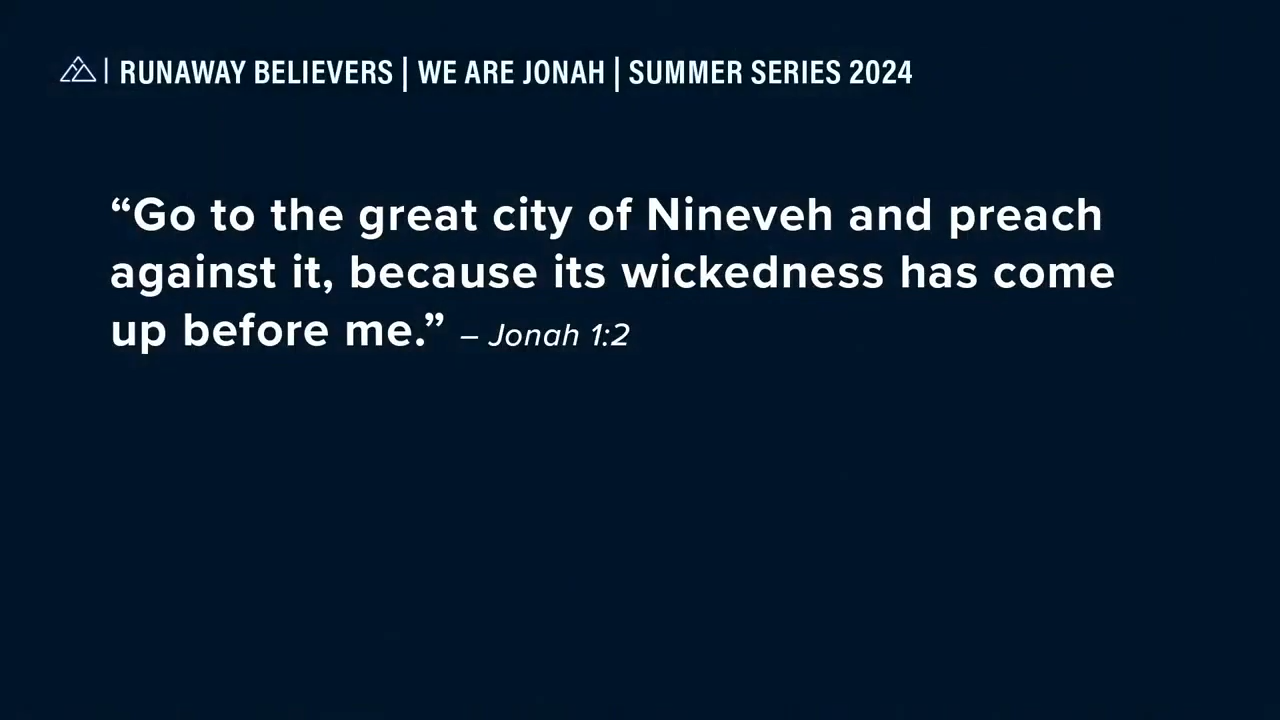 | RUNAWAY BELIEVERS | WE ARE JONAH | SUMMER SERIES 2024
“Go to the great city of Nineveh and preach
against it, because its wickedness has come
up before me.” – Jonah 1:2